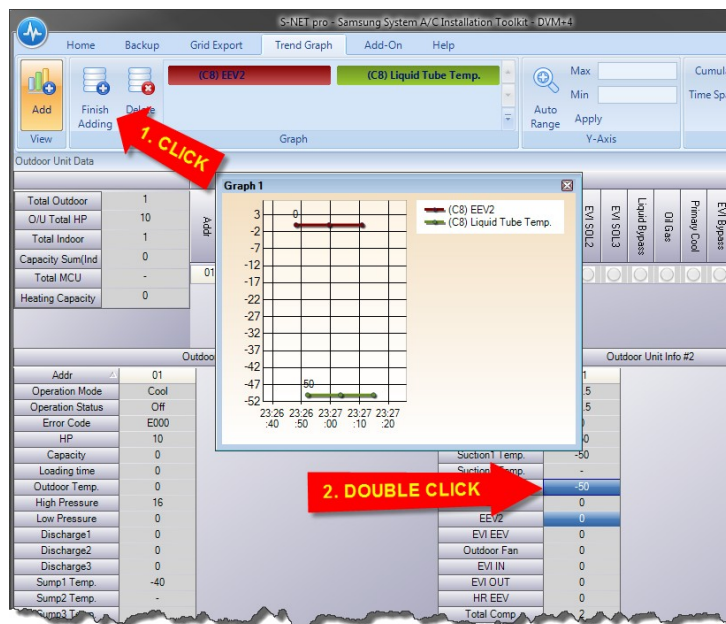 S-NET pro - Samsung System A/C Installation Toolkit - DVM+4
Home Backup Grid Export Trend Graph Add-On Help
Add
Finish Adding
Delete
View
(C8) EEV2
(C8) Liquid Tube Temp.
Graph
Auto Range
Max
Min
Apply
Y-Axis
Cumul
Time Spa
1. CLICK
Outdoor Unit Data
Total Outdoor 1
O/U Total HP 10
Total Indoor 1
Capacity Sum(Ind 0
Total MCU -
Heating Capacity 0
Addr
01
EVI SOL2
EVI SOL3
Liquid Bypass
Oil Gas
Primary Cool
EVI Bypass
Graph 1
(C8) EEV2
(C8) Liquid Tube Temp.
3
-2
-7
-12
-17
-22
-27
-32
-37
-42
-47
-52
0
50
23:26 :40
23:26 :50
23:27 :00
23:27 :10
23:27 :20
Outdoor Unit Info #2
Addr 01
Operation Mode Cool
Operation Status Off
Error Code E000
HP 10
Capacity 0
Loading time 0
Outdoor Temp. 0
High Pressure 16
Low Pressure 0
Discharge1 0
Discharge2 0
Discharge3 0
Sump1 Temp. -40
Sump2 Temp. -
Sump3 Temp.
Suction1 Temp. -50
-
2. DOUBLE CLICK
-50
0
EEV2 0
EVI EEV 0
Outdoor Fan 0
EVI IN 0
EVI OUT 0
HR EEV 0
Total Comp 2